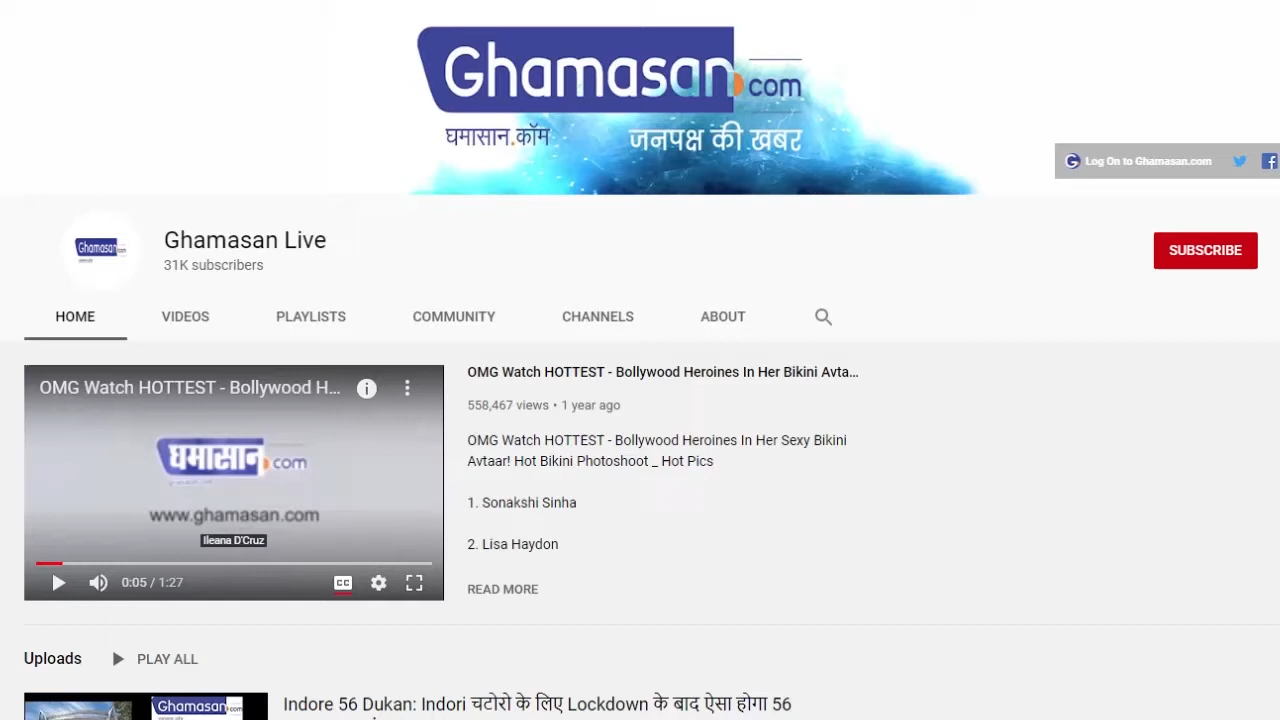 Ghamasan.com
घमासान.कॉम
जनपक्ष की खबर
Log On to Ghamasan.com
Ghamasan.com
Ghamasan Live
31K subscribers
SUBSCRIBE
HOME VIDEOS PLAYLISTS COMMUNITY CHANNELS ABOUT
OMG Watch HOTTEST - Bollywood H...
घमासान.com
www.ghamasan.com
Ileana D'Cruz
0:05 / 1:27
CC
OMG Watch HOTTEST - Bollywood Heroines In Her Bikini Avta...
558,467 views • 1 year ago
OMG Watch HOTTEST - Bollywood Heroines In Her Sexy Bikini
Avtaar! Hot Bikini Photoshoot _ Hot Pics
1. Sonakshi Sinha
2. Lisa Haydon
READ MORE
Uploads PLAY ALL
Ghamasan.com
Indore 56 Dukan: Indori चटोरो के लिए Lockdown के बाद ऐसा होगा 56